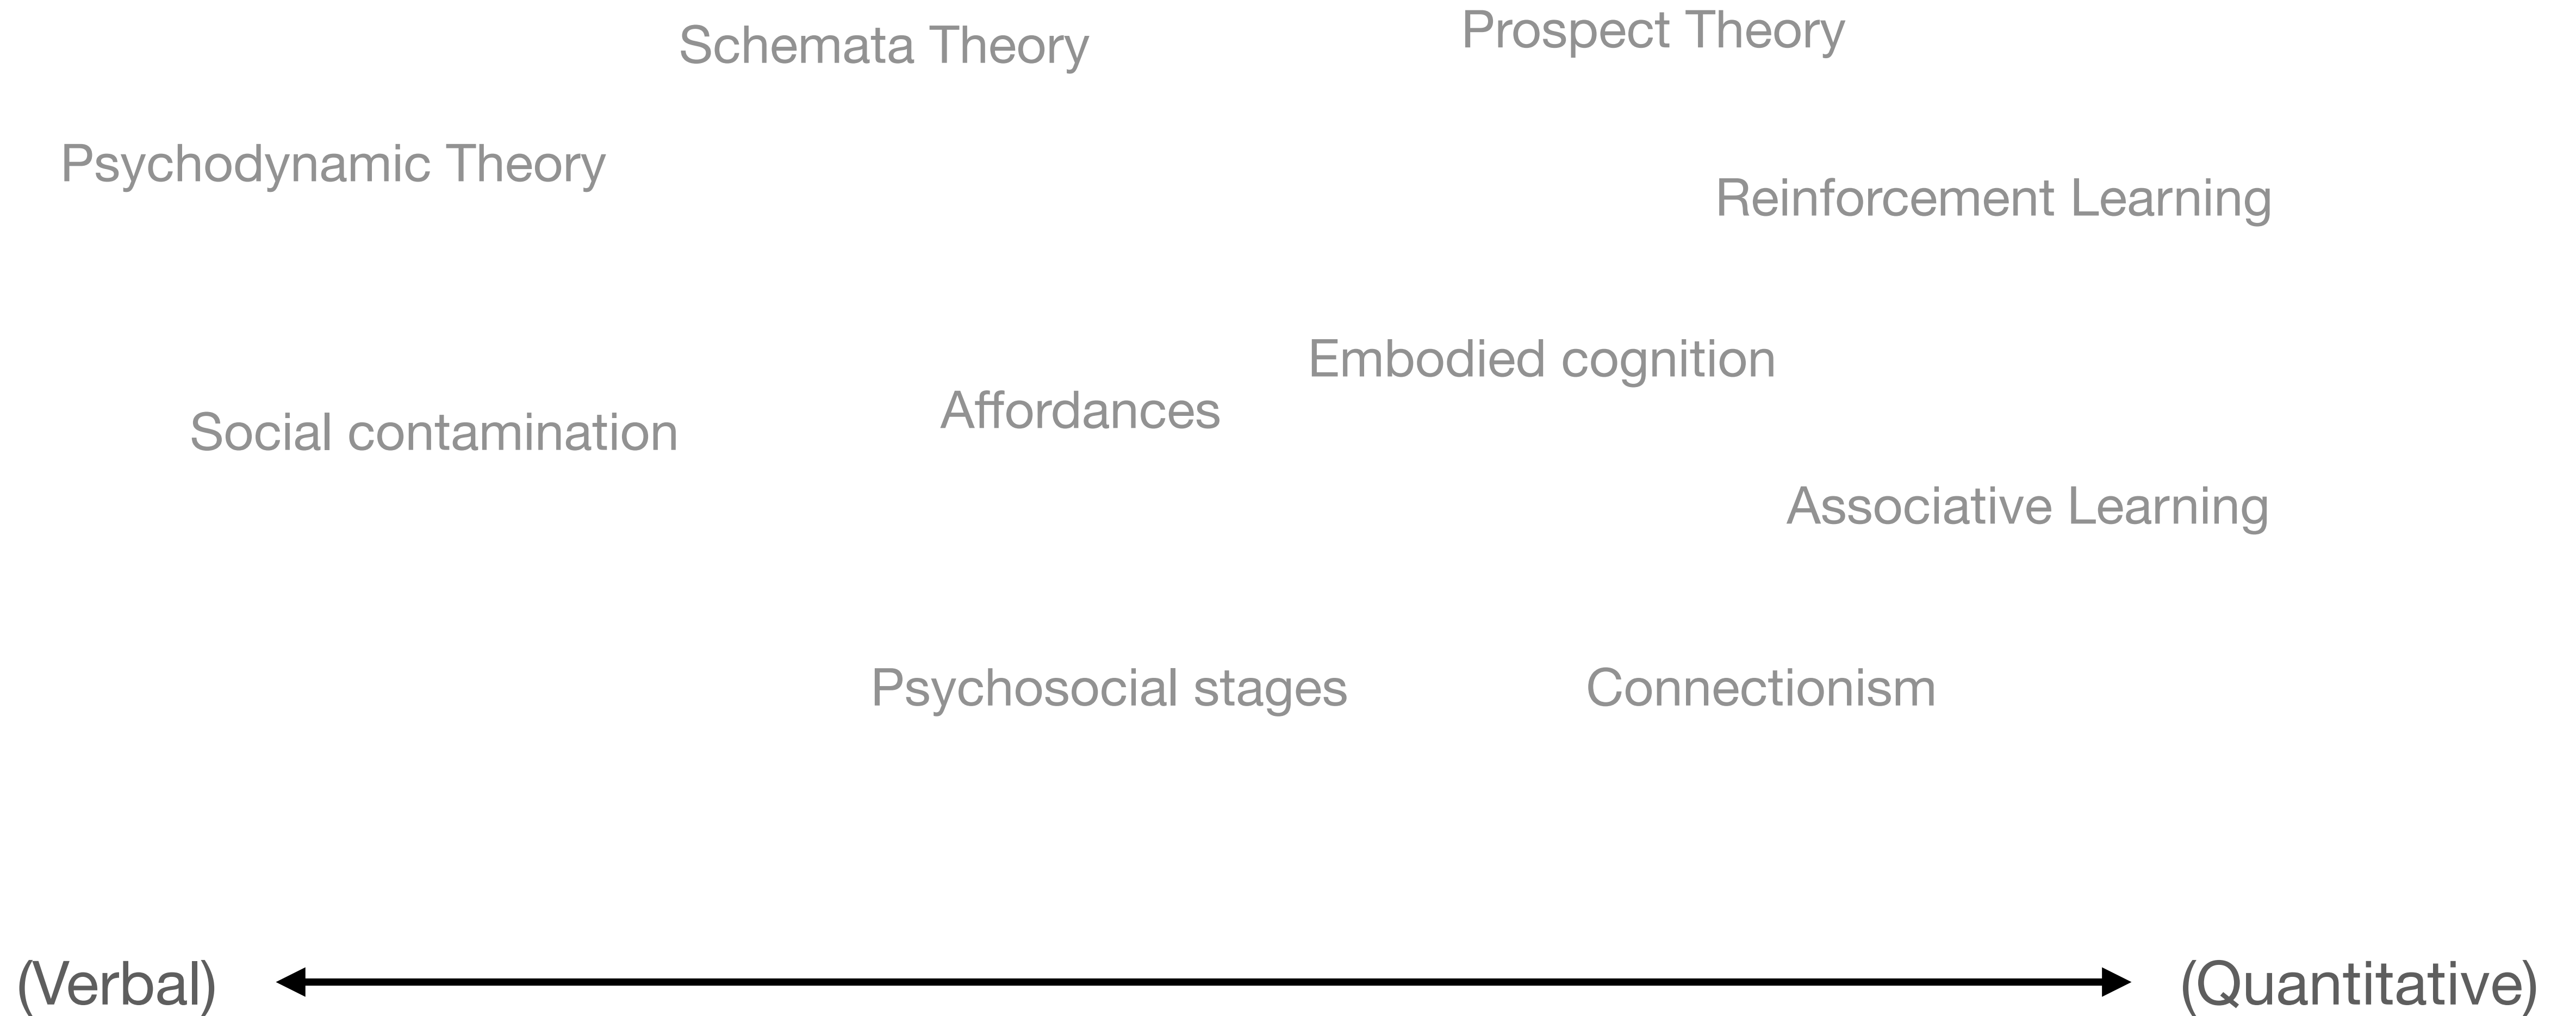 Schemata Theory
Prospect Theory
Psychodynamic Theory
Reinforcement Learning
Embodied cognition
Affordances
Social contamination
Associative Learning
Psychosocial stages
Connectionism
(Verbal)
(Quantitative)